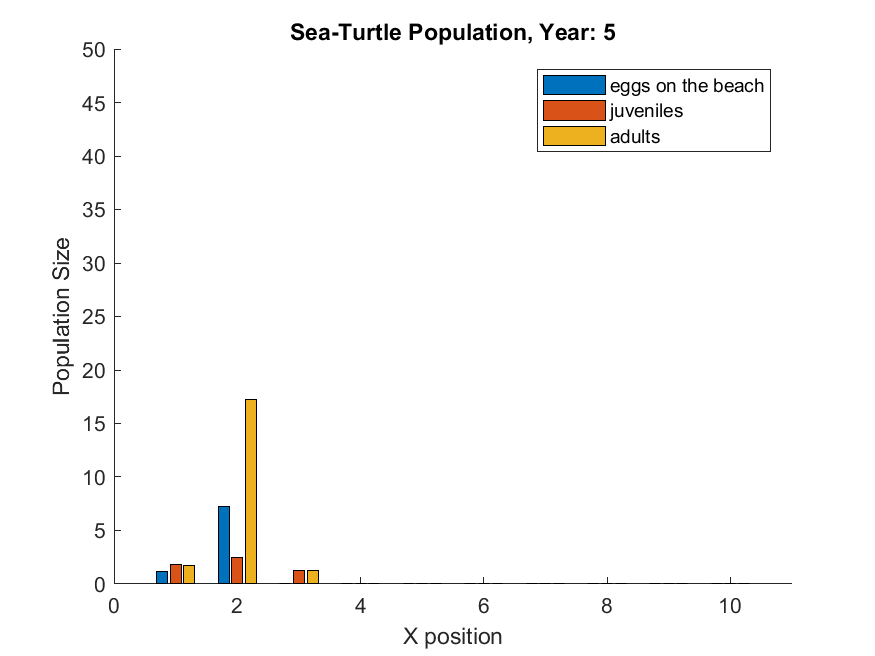 Sea-Turtle Population, Year: 5
50
45
40
35
30
25
20
15
10
5
0
Population Size
eggs on the beach
juveniles
adults
0 2 4 6 8 10
X position